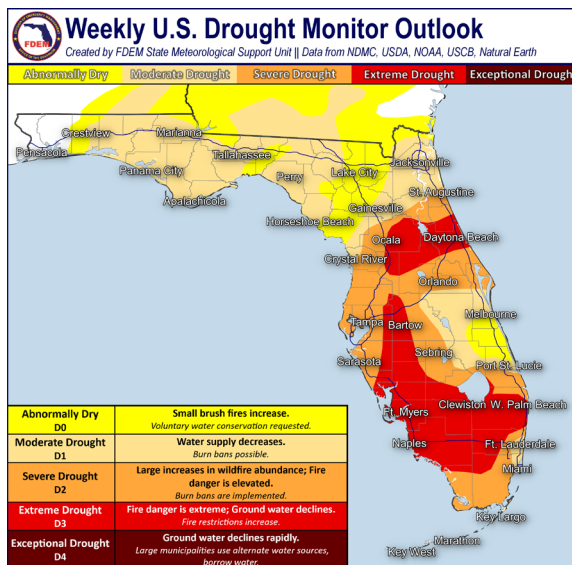 FDEM
Weekly U.S. Drought Monitor Outlook
Created by FDEM State Meteorological Support Unit || Data from NDMC, USDA, NOAA, USCB, Natural Earth
Abnormally Dry Moderate Drought Severe Drought Extreme Drought Exceptional Drough
Pensacola
Crestview
Marianna
Panama City
Tallahassee
Apalachicola
Perry
Lake City
Jacksonville
St. Augustine
Gainesville
Horseshoe Beach
Ocala
Daytona Beach
Crystal River
Orlando
Melbourne
Tampa
Bartow
Sebring
Sarasota
Port St. Lucie
Clewiston
W. Palm Beach
Ft. Myers
Naples
Ft. Lauderdale
Miami
Key Largo
Marathon
Key West
Abnormally Dry
D0
Small brush fires increase.
Voluntary water conservation requested.
Moderate Drought
D1
Water supply decreases.
Burn bans possible.
Severe Drought
D2
Large increases in wildfire abundance; Fire
danger is elevated.
Burn bans are implemented.
Extreme Drought
D3
Fire danger is extreme; Ground water declines.
Fire restrictions increase.
Exceptional Drought
D4
Ground water declines rapidly.
Large municipalities use alternate water sources,
borrow water.